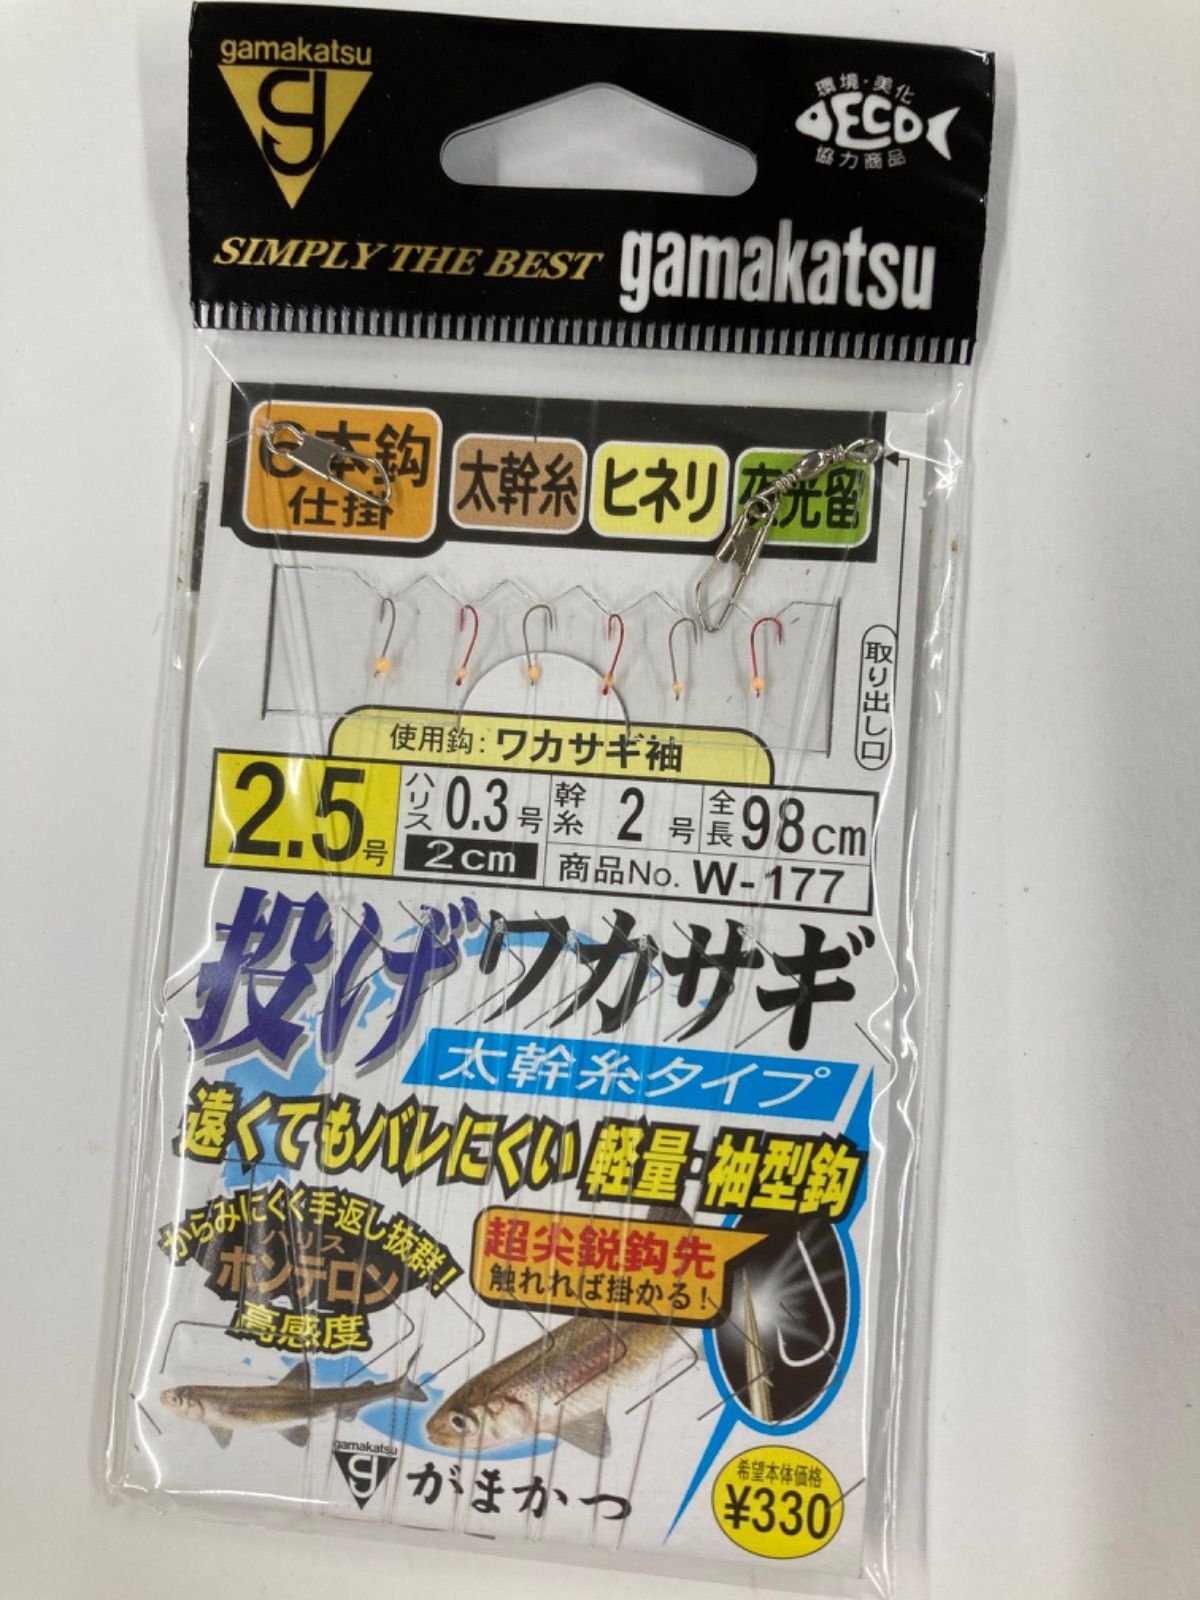 gamakatsu
環境・美化
ECO
協力商品
SIMPLY THE BEST
gamakatsu
6本鈎
仕掛
太幹糸
ヒネリ
夜光留
取り出し口
使用鈎:ワカサギ袖
2.5号
ハリス 0.3号
2cm
幹糸 2号
全長 98cm
商品No. W-177
投げワカサギ
太幹糸タイプ
遠くてもバレにくい 軽量・袖型鈎
からみにくく手返し抜群!
ハリス
ホンテロン
高感度
超尖鋭鈎先
触れれば掛かる!
gamakatsu
がまかつ
希望本体価格
¥330